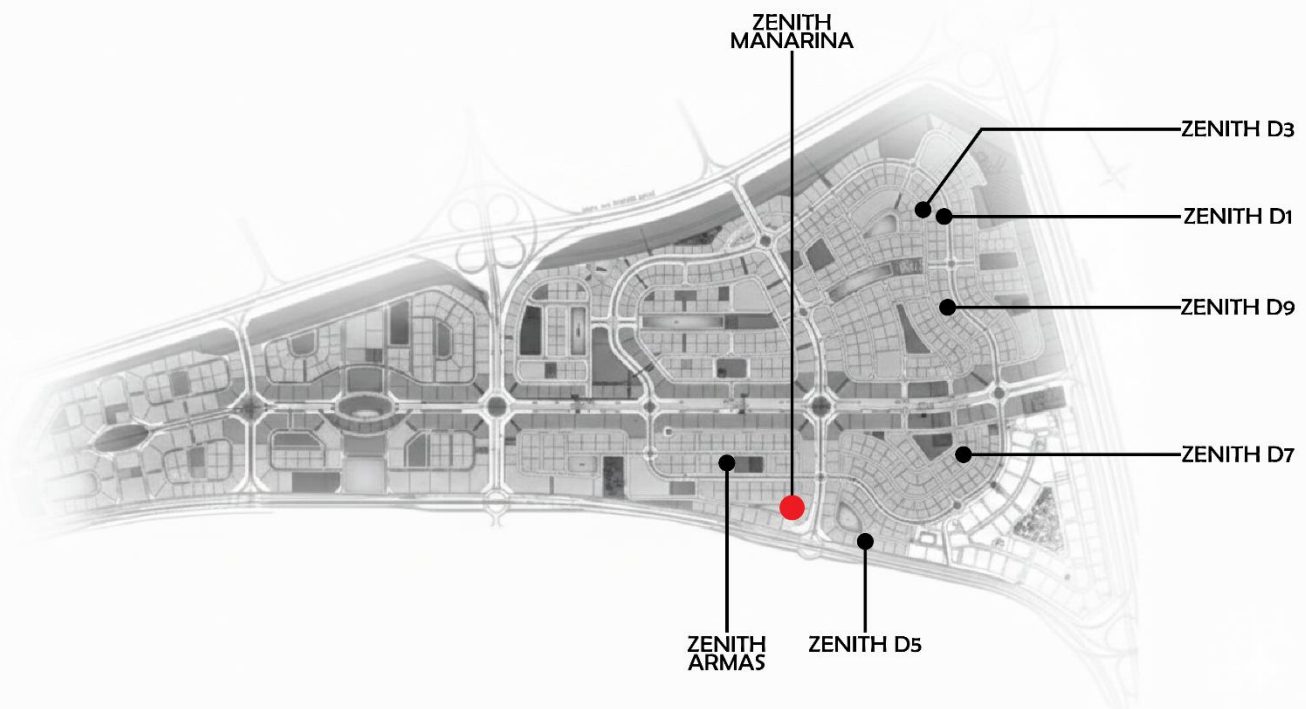 ZENITH
MANARINA
ZENITH D3
ZENITH D1
ZENITH D9
ZENITH D7
ZENITH
ARMAS
ZENITH D5